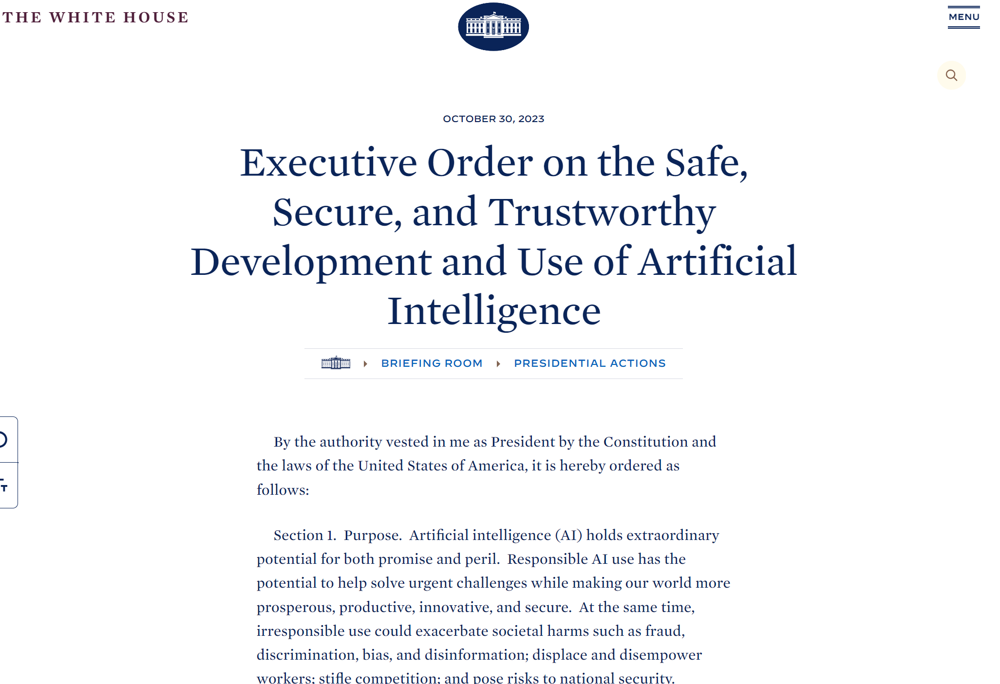 THE WHITE HOUSE
MENU
OCTOBER 30, 2023
Executive Order on the Safe,
Secure, and Trustworthy
Development and Use of Artificial
Intelligence
BRIEFING ROOM
PRESIDENTIAL ACTIONS
By the authority vested in me as President by the Constitution and
the laws of the United States of America, it is hereby ordered as
follows:
Section 1.  Purpose.  Artificial intelligence (AI) holds extraordinary
potential for both promise and peril.  Responsible AI use has the
potential to help solve urgent challenges while making our world more
prosperous, productive, innovative, and secure.  At the same time,
irresponsible use could exacerbate societal harms such as fraud,
discrimination, bias, and disinformation; displace and disempower
workers; stifle competition; and pose risks to national security.